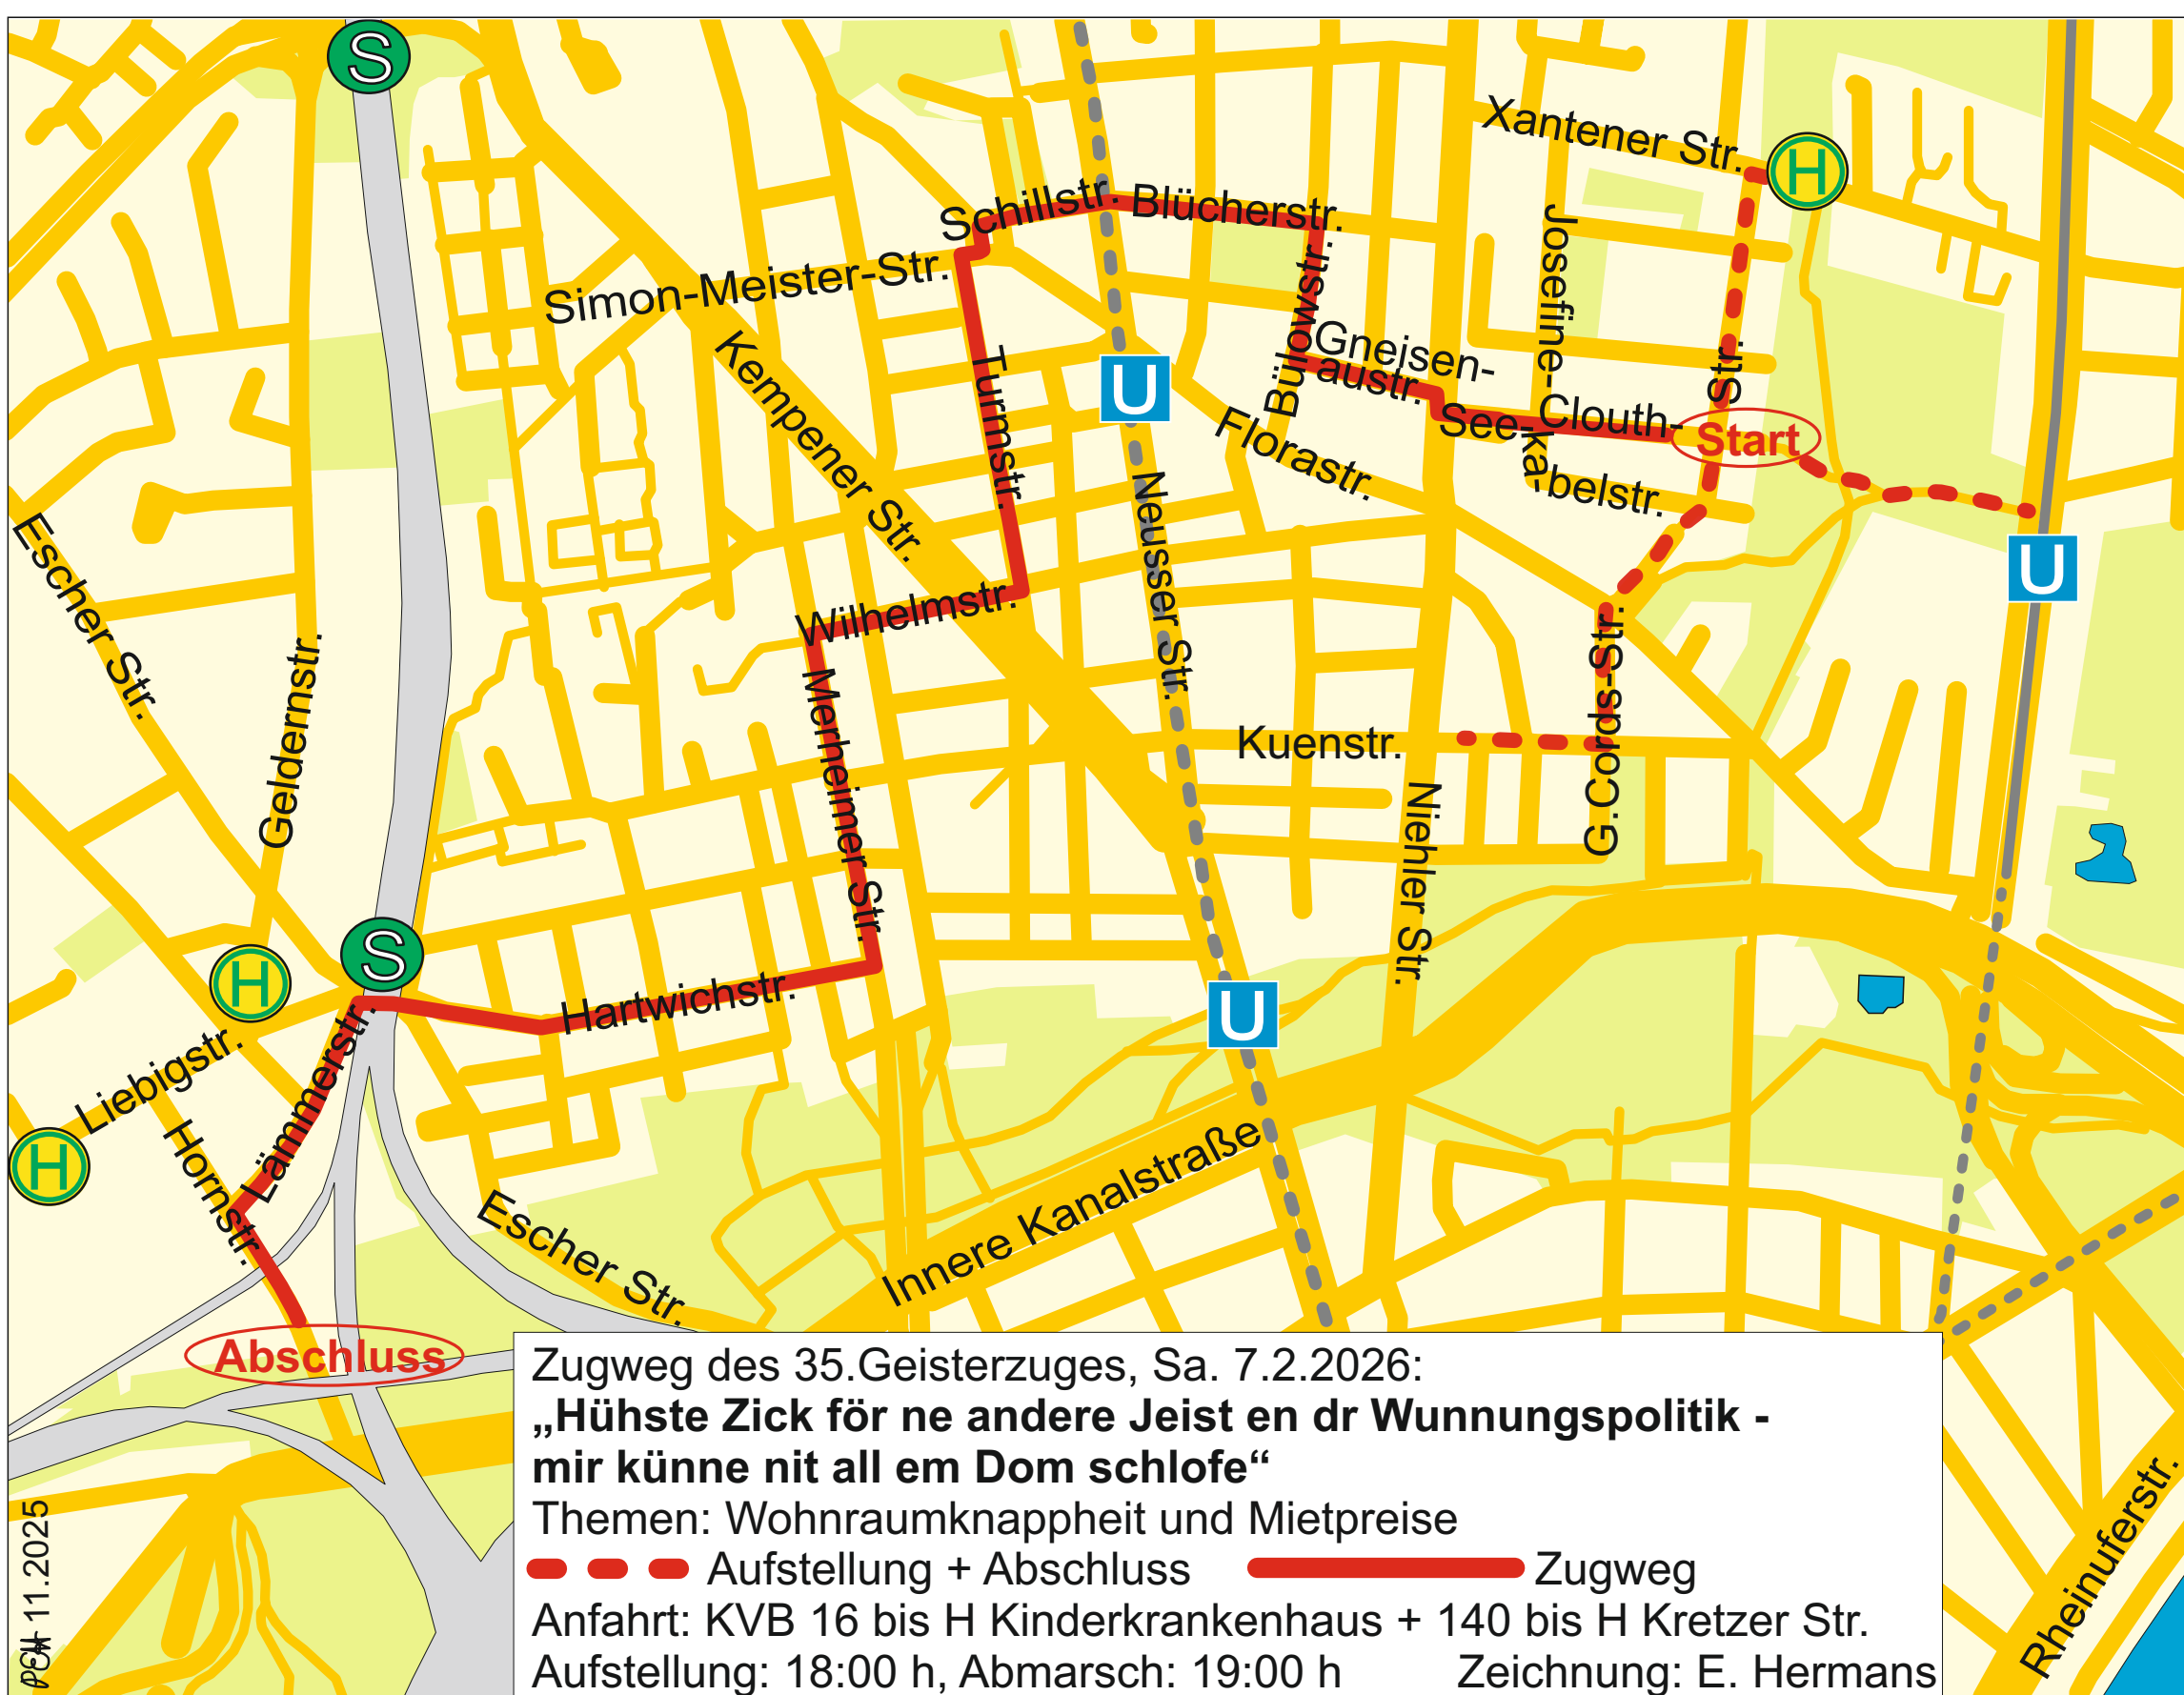 S
Xantener Str.
H
Schillstr.
Blücherstr.
Simon-Meister-Str.
Bülowstr.
Josefine-Clouth-
Str.
Gneisen-
austr.
Kempener Str.
Turmstr.
U
Florastr.
See-
ka-
belstr.
Start
Neusser Str.
Escher Str.
U
Wilhelmstr.
Geldernstr.
Merheimer Str.
Kuenstr.
G.Cords-Str.
Niehler Str.
S
H
Hartwichstr.
U
Liebigstr.
Lämmerstr.
H
Hornstr.
Escher Str.
Innere Kanalstraße
Abschluss
Rheinuferstr.
Zugweg des 35.Geisterzuges, Sa. 7.2.2026:
„Hühste Zick för ne andere Jeist en dr Wunnungspolitik -
mir künne nit all em Dom schlofe“
Themen: Wohnraumknappheit und Mietpreise
Aufstellung + Abschluss Zugweg
Anfahrt: KVB 16 bis H Kinderkrankenhaus + 140 bis H Kretzer Str.
Aufstellung: 18:00 h, Abmarsch: 19:00 h Zeichnung: E. Hermans
11.2025